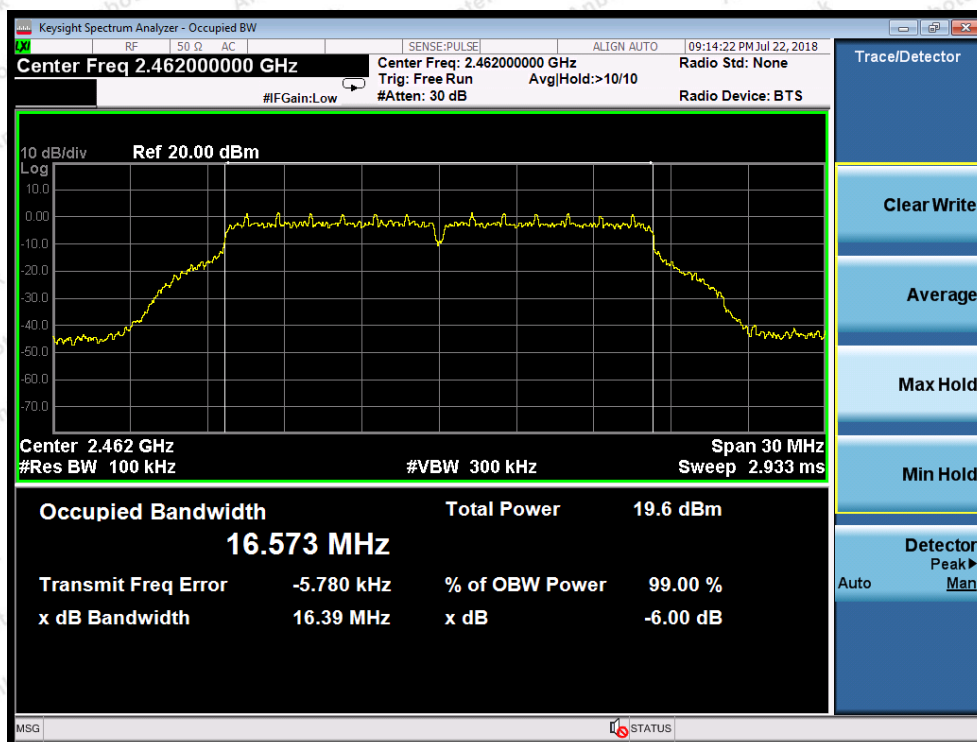 Keysight Spectrum Analyzer - Occupied BW
LXI RF 50 Ω AC SENSE:PULSE ALIGN AUTO 09:14:22 PM Jul 22, 2018
Center Freq 2.462000000 GHz
Center Freq: 2.462000000 GHz
Radio Std: None
Trig: Free Run Avg|Hold:>10/10
#IFGain:Low
#Atten: 30 dB
Radio Device: BTS
10 dB/div Ref 20.00 dBm
Log
10.0
0.00
-10.0
-20.0
-30.0
-40.0
-50.0
-60.0
-70.0
Center 2.462 GHz Span 30 MHz
#Res BW 100 kHz #VBW 300 kHz Sweep 2.933 ms
Occupied Bandwidth Total Power 19.6 dBm
16.573 MHz
Transmit Freq Error -5.780 kHz % of OBW Power 99.00 %
x dB Bandwidth 16.39 MHz x dB -6.00 dB
Trace/Detector
Clear Write
Average
Max Hold
Min Hold
Detector
Peak▶
Auto Man
MSG STATUS